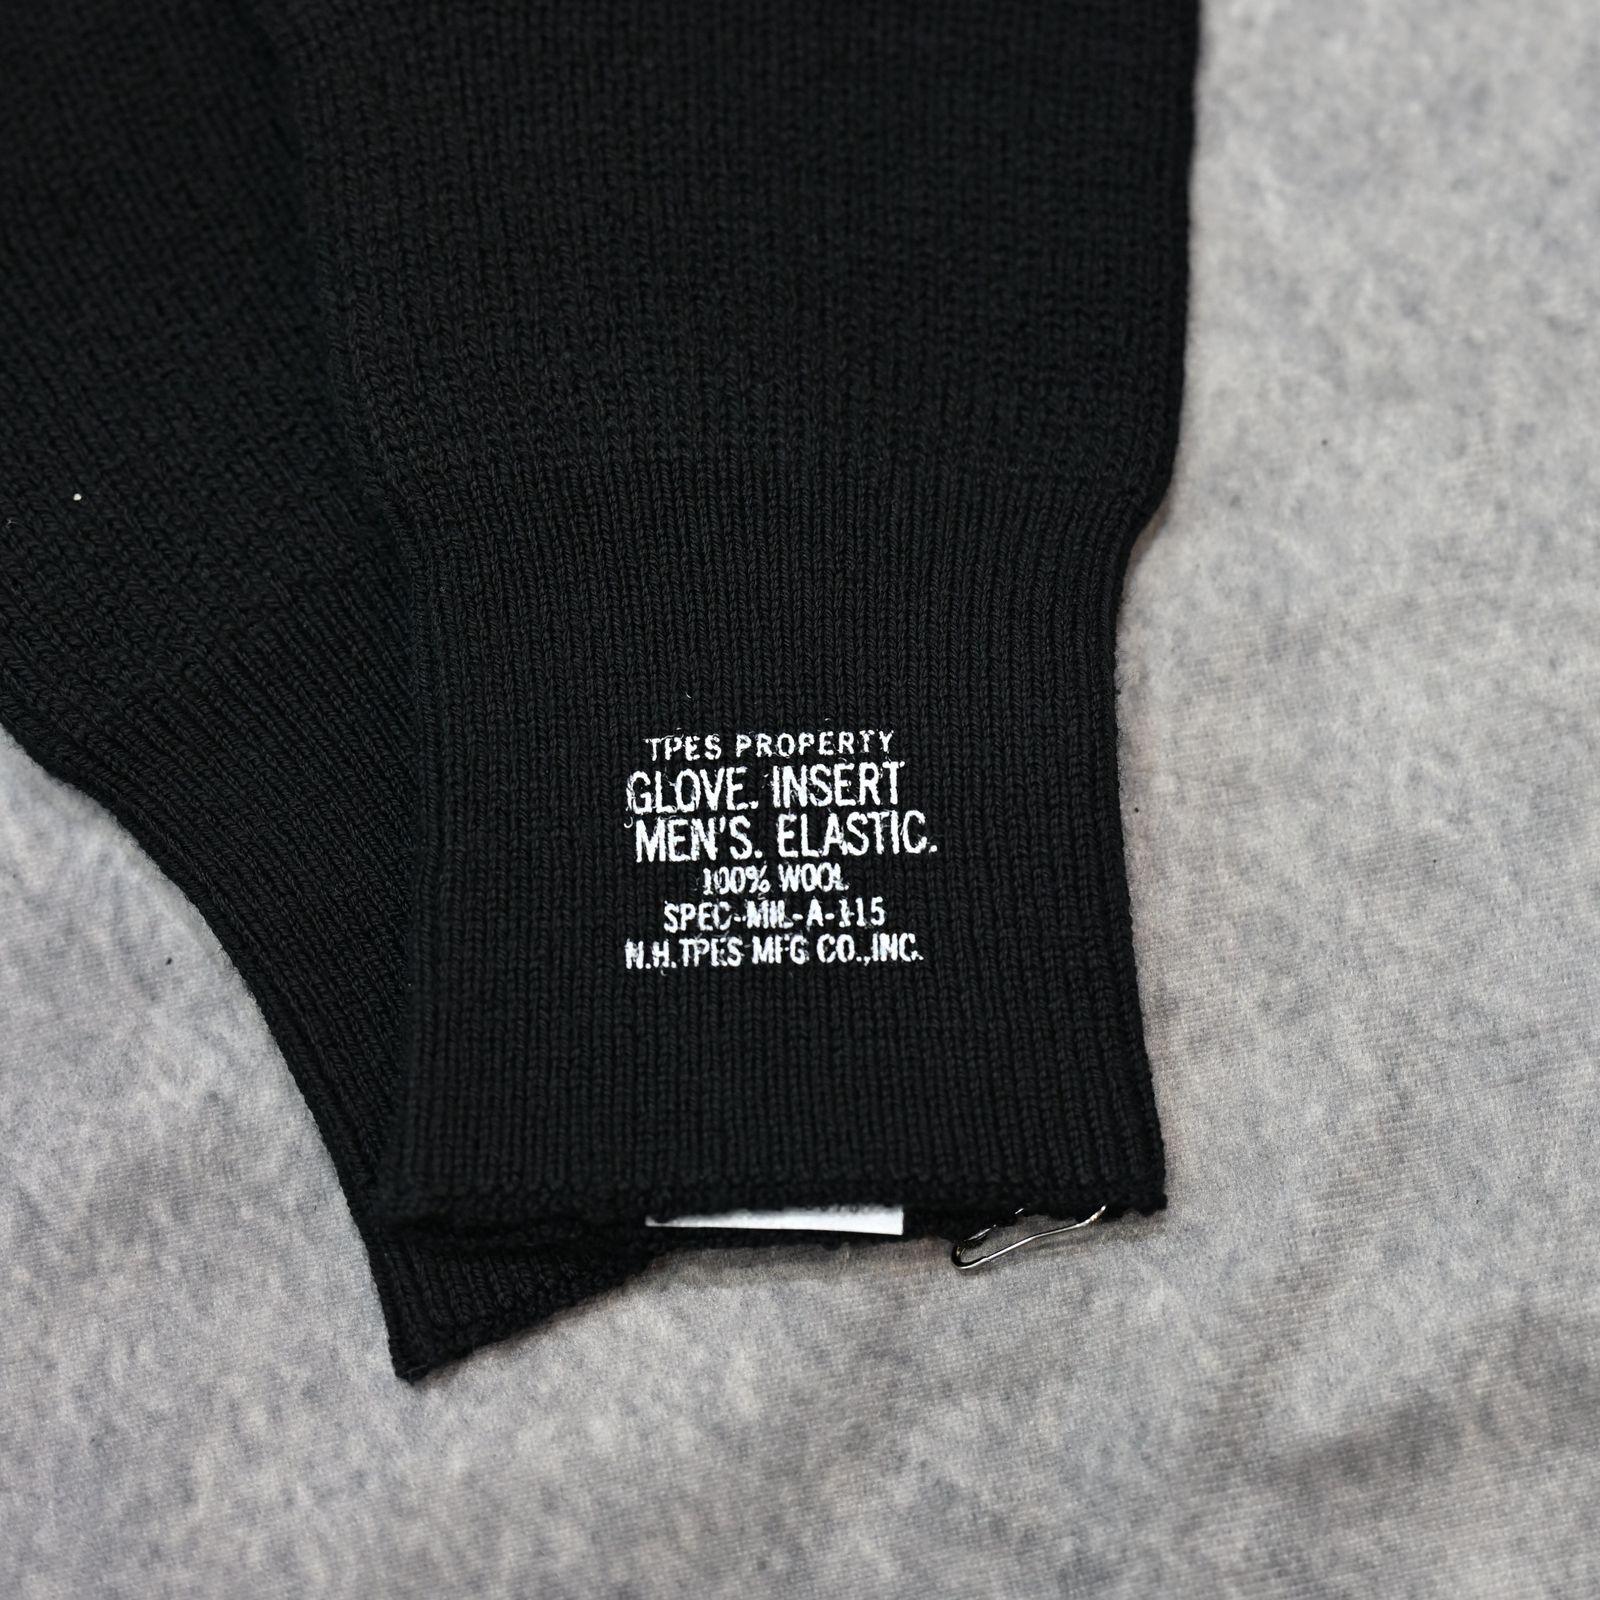 TPES PROPERTY
GLOVE. INSERT
MEN'S. ELASTIC.
100% WOOL
SPEC-MIL-A-115
N.H.TPES MFG CO.,INC.